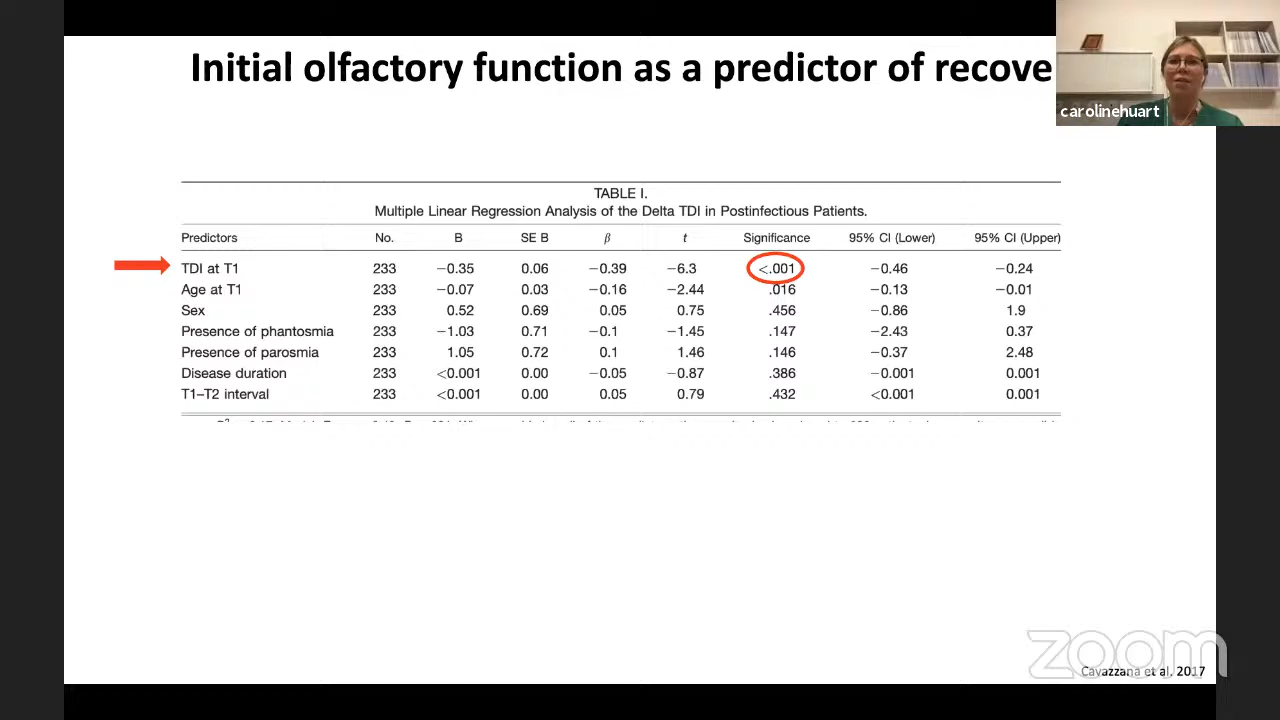 Initial olfactory function as a predictor of recove
carolinehuart
TABLE I.
Multiple Linear Regression Analysis of the Delta TDI in Postinfectious Patients.
Predictors No. B SE B β t Significance 95% CI (Lower) 95% CI (Upper)
TDI at T1 233 −0.35 0.06 −0.39 −6.3 <.001 −0.46 −0.24
Age at T1 233 −0.07 0.03 −0.16 −2.44 .016 −0.13 −0.01
Sex 233 0.52 0.69 0.05 0.75 .456 −0.86 1.9
Presence of phantosmia 233 −1.03 0.71 −0.1 −1.45 .147 −2.43 0.37
Presence of parosmia 233 1.05 0.72 0.1 1.46 .146 −0.37 2.48
Disease duration 233 <0.001 0.00 −0.05 −0.87 .386 −0.001 0.001
T1–T2 interval 233 <0.001 0.00 0.05 0.79 .432 <0.001 0.001
zoom
Cavazzana et al. 2017